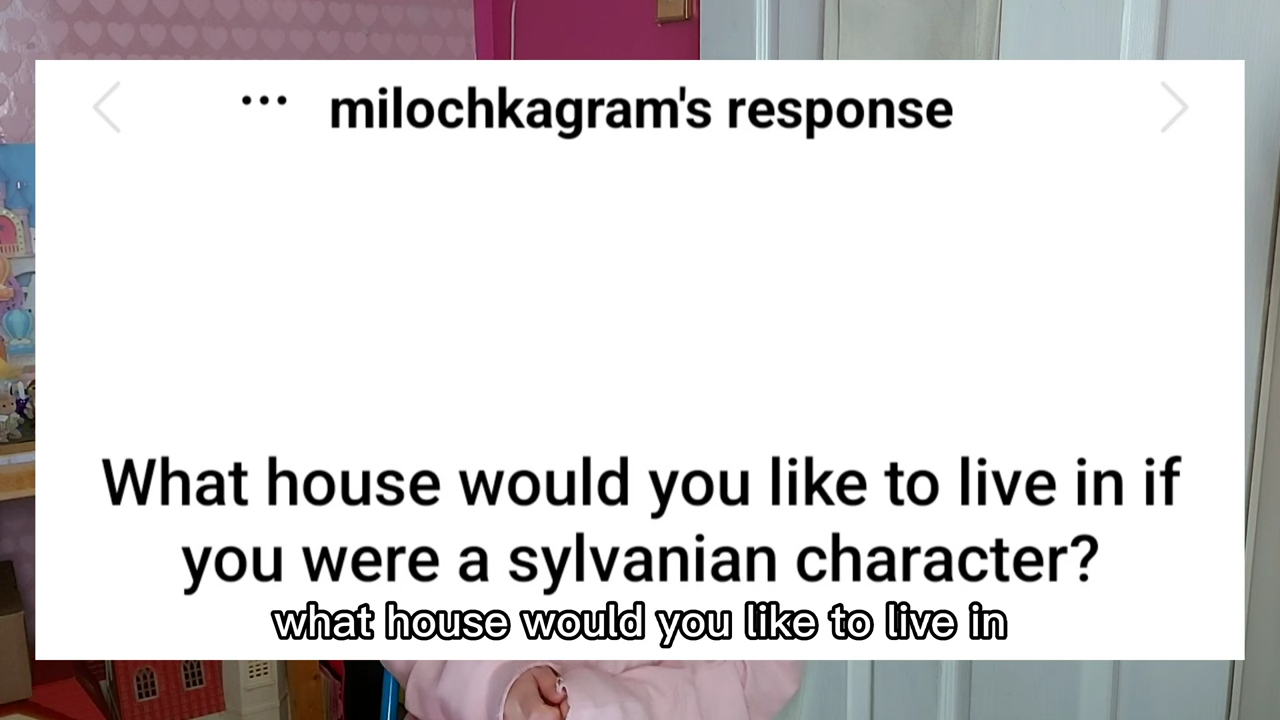 milochkagram's response
What house would you like to live in if
you were a sylvanian character?
what house would you like to live in